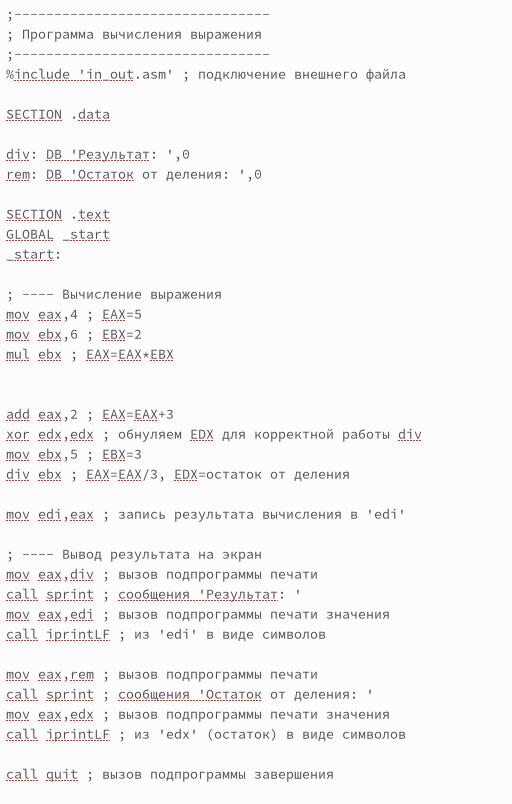 ;--------------------------------
; Программа вычисления выражения
;--------------------------------
%include 'in_out.asm' ; подключение внешнего файла
SECTION .data
div: DB 'Результат: ',0
rem: DB 'Остаток от деления: ',0
SECTION .text
GLOBAL _start
_start:
; ---- Вычисление выражения
mov eax,4 ; EAX=5
mov ebx,6 ; EBX=2
mul ebx ; EAX=EAX*EBX
add eax,2 ; EAX=EAX+3
xor edx,edx ; обнуляем EDX для корректной работы div
mov ebx,5 ; EBX=3
div ebx ; EAX=EAX/3, EDX=остаток от деления
mov edi,eax ; запись результата вычисления в 'edi'
; ---- Вывод результата на экран
mov eax,div ; вызов подпрограммы печати
call sprint ; сообщения 'Результат: '
mov eax,edi ; вызов подпрограммы печати значения
call iprintLF ; из 'edi' в виде символов
mov eax,rem ; вызов подпрограммы печати
call sprint ; сообщения 'Остаток от деления: '
mov eax,edx ; вызов подпрограммы печати значения
call iprintLF ; из 'edx' (остаток) в виде символов
call quit ; вызов подпрограммы завершения